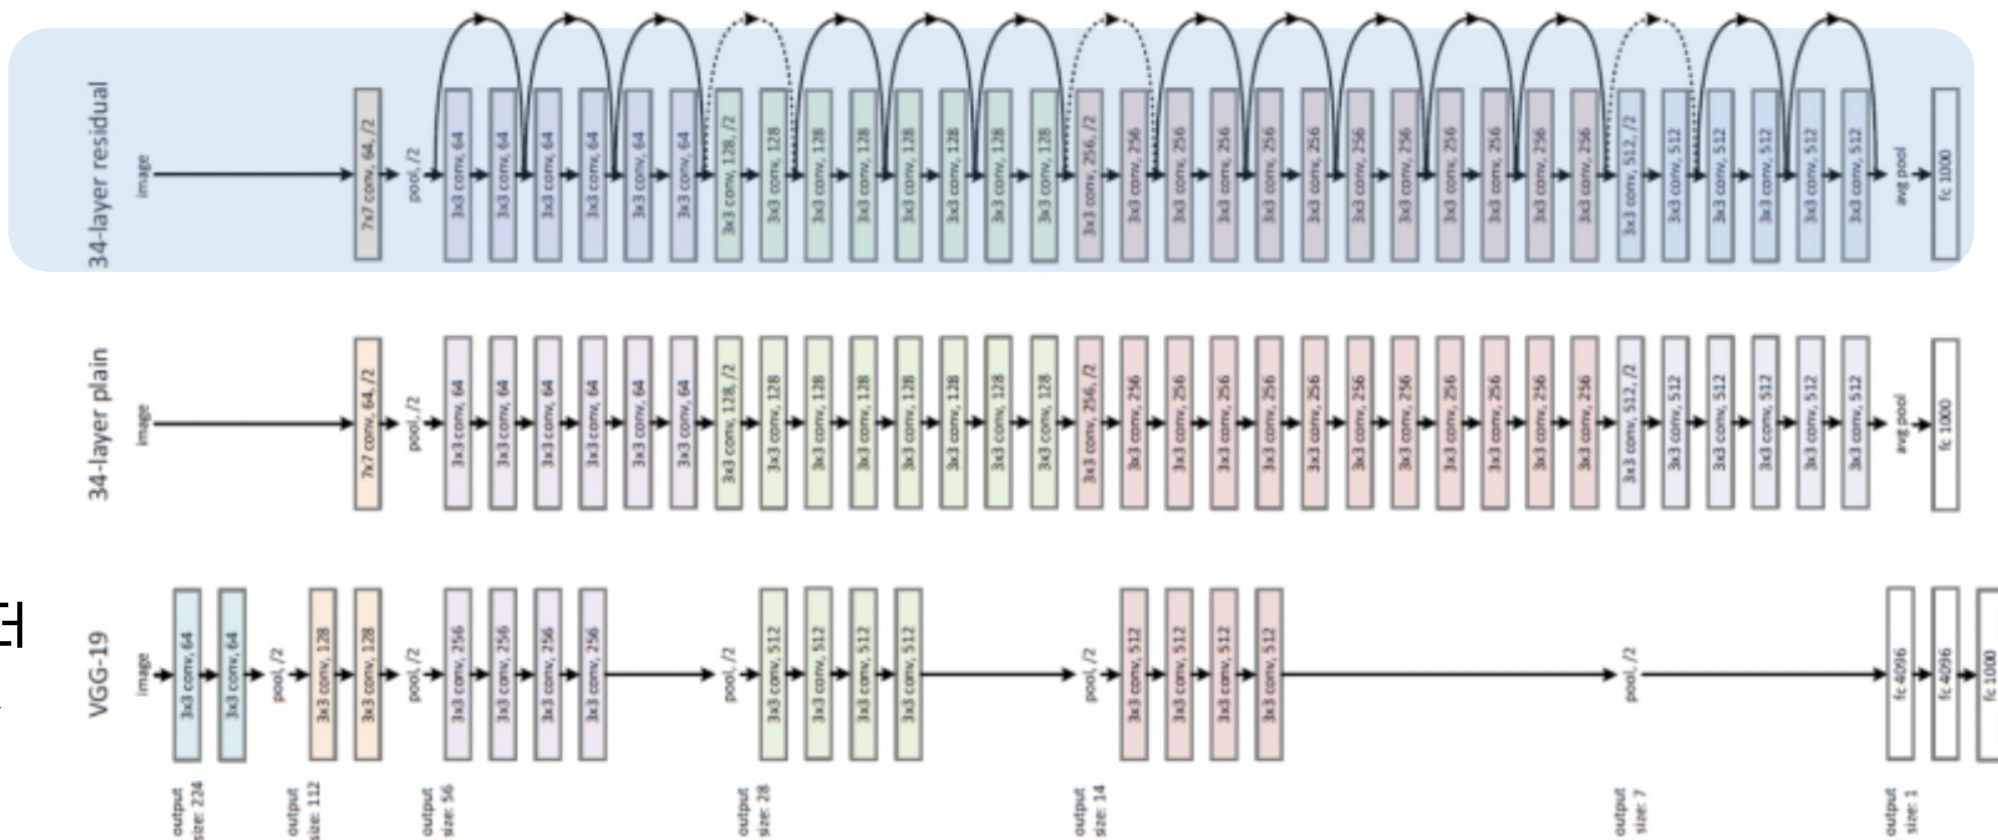 34-layer residual
image
7x7 conv, 64, /2
pool, /2
3x3 conv, 64
3x3 conv, 64
3x3 conv, 64
3x3 conv, 64
3x3 conv, 64
3x3 conv, 64
3x3 conv, 128, /2
3x3 conv, 128
3x3 conv, 128
3x3 conv, 128
3x3 conv, 128
3x3 conv, 128
3x3 conv, 128
3x3 conv, 128
3x3 conv, 256, /2
3x3 conv, 256
3x3 conv, 256
3x3 conv, 256
3x3 conv, 256
3x3 conv, 256
3x3 conv, 256
3x3 conv, 256
3x3 conv, 256
3x3 conv, 256
3x3 conv, 256
3x3 conv, 256
3x3 conv, 512, /2
3x3 conv, 512
3x3 conv, 512
3x3 conv, 512
3x3 conv, 512
3x3 conv, 512
avg pool
fc 1000
34-layer plain
image
7x7 conv, 64, /2
pool, /2
3x3 conv, 64
3x3 conv, 64
3x3 conv, 64
3x3 conv, 64
3x3 conv, 64
3x3 conv, 64
3x3 conv, 128, /2
3x3 conv, 128
3x3 conv, 128
3x3 conv, 128
3x3 conv, 128
3x3 conv, 128
3x3 conv, 128
3x3 conv, 128
3x3 conv, 256, /2
3x3 conv, 256
3x3 conv, 256
3x3 conv, 256
3x3 conv, 256
3x3 conv, 256
3x3 conv, 256
3x3 conv, 256
3x3 conv, 256
3x3 conv, 256
3x3 conv, 256
3x3 conv, 256
3x3 conv, 512, /2
3x3 conv, 512
3x3 conv, 512
3x3 conv, 512
3x3 conv, 512
3x3 conv, 512
avg pool
fc 1000
VGG-19
image
3x3 conv, 64
3x3 conv, 64
pool, /2
3x3 conv, 128
3x3 conv, 128
pool, /2
3x3 conv, 256
3x3 conv, 256
3x3 conv, 256
3x3 conv, 256
pool, /2
3x3 conv, 512
3x3 conv, 512
3x3 conv, 512
3x3 conv, 512
pool, /2
3x3 conv, 512
3x3 conv, 512
3x3 conv, 512
3x3 conv, 512
pool, /2
fc 4096
fc 4096
fc 1000
output
size: 224
output
size: 112
output
size: 56
output
size: 28
output
size: 14
output
size: 7
output
size: 1